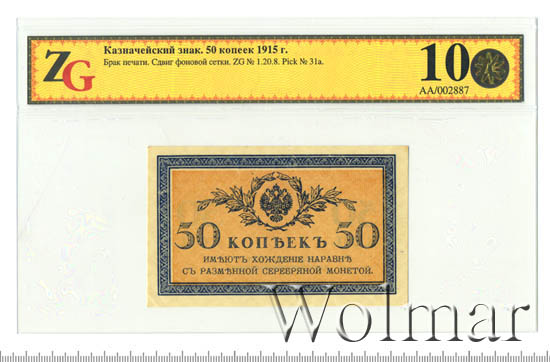 ZG
Казначейский знак. 50 копеек 1915 г.
Брак печати. Сдвиг фоновой сетки. ZG № 1.20.8. Pick № 31a.
10
AA/002887
50 КОПѢЕКЪ 50
ИМѢЮТЪ ХОЖДЕНІЕ НАРАВНѢ
СЪ РАЗМѢННОЙ СЕРЕБРЯНОЙ МОНЕТОЙ.
Wolmar